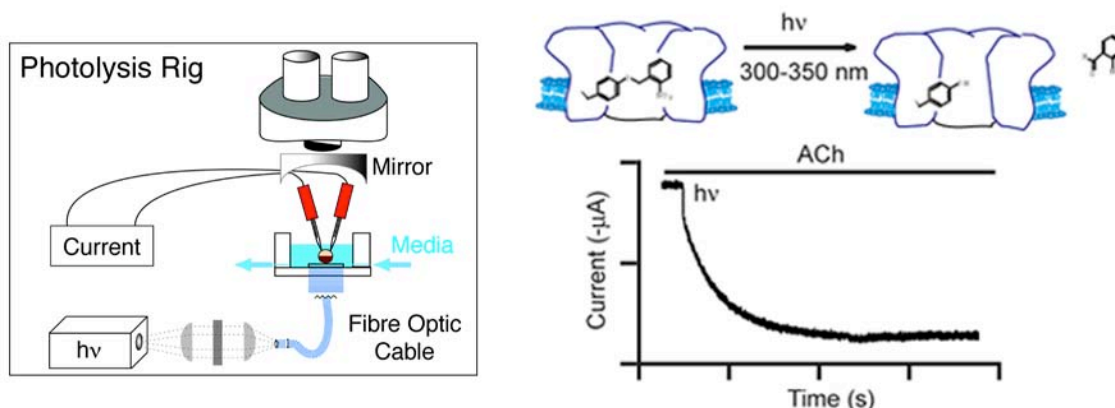 Photolysis Rig
Mirror
Current
Media
Fibre Optic
Cable
hν
hν
300-350 nm
ACh
hν
Current (-μA)
Time (s)